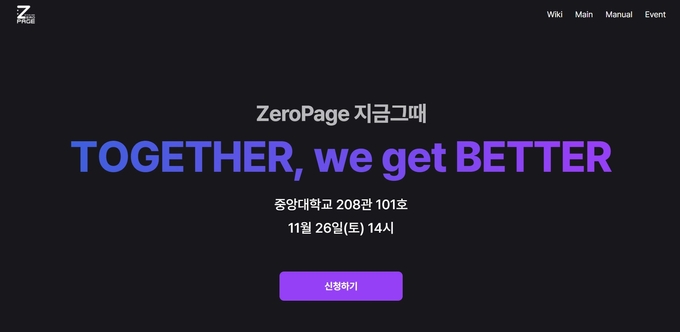 Z
PAGE
Wiki Main Manual Event
ZeroPage 지금그때
TOGETHER, we get BETTER
중앙대학교 208관 101호
11월 26일(토) 14시
신청하기